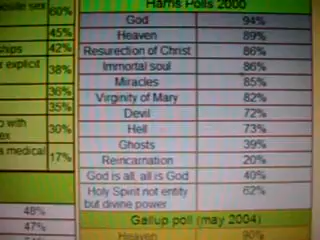 osite sex 60%
45%
ships 42%
r explicit 38%
36%
35%
o with
ex 30%
a medical 17%
48%
47%
Harris Polls 2000
God 94%
Heaven 89%
Resurection of Christ 86%
Immortal soul 86%
Miracles 85%
Virginity of Mary 82%
Devil 72%
Hell 73%
Ghosts 39%
Reincarnation 20%
God is all, all is God 40%
Holy Spirit not entity
but divine power 62%
Gallup poll (may 2004)
Heaven 90%